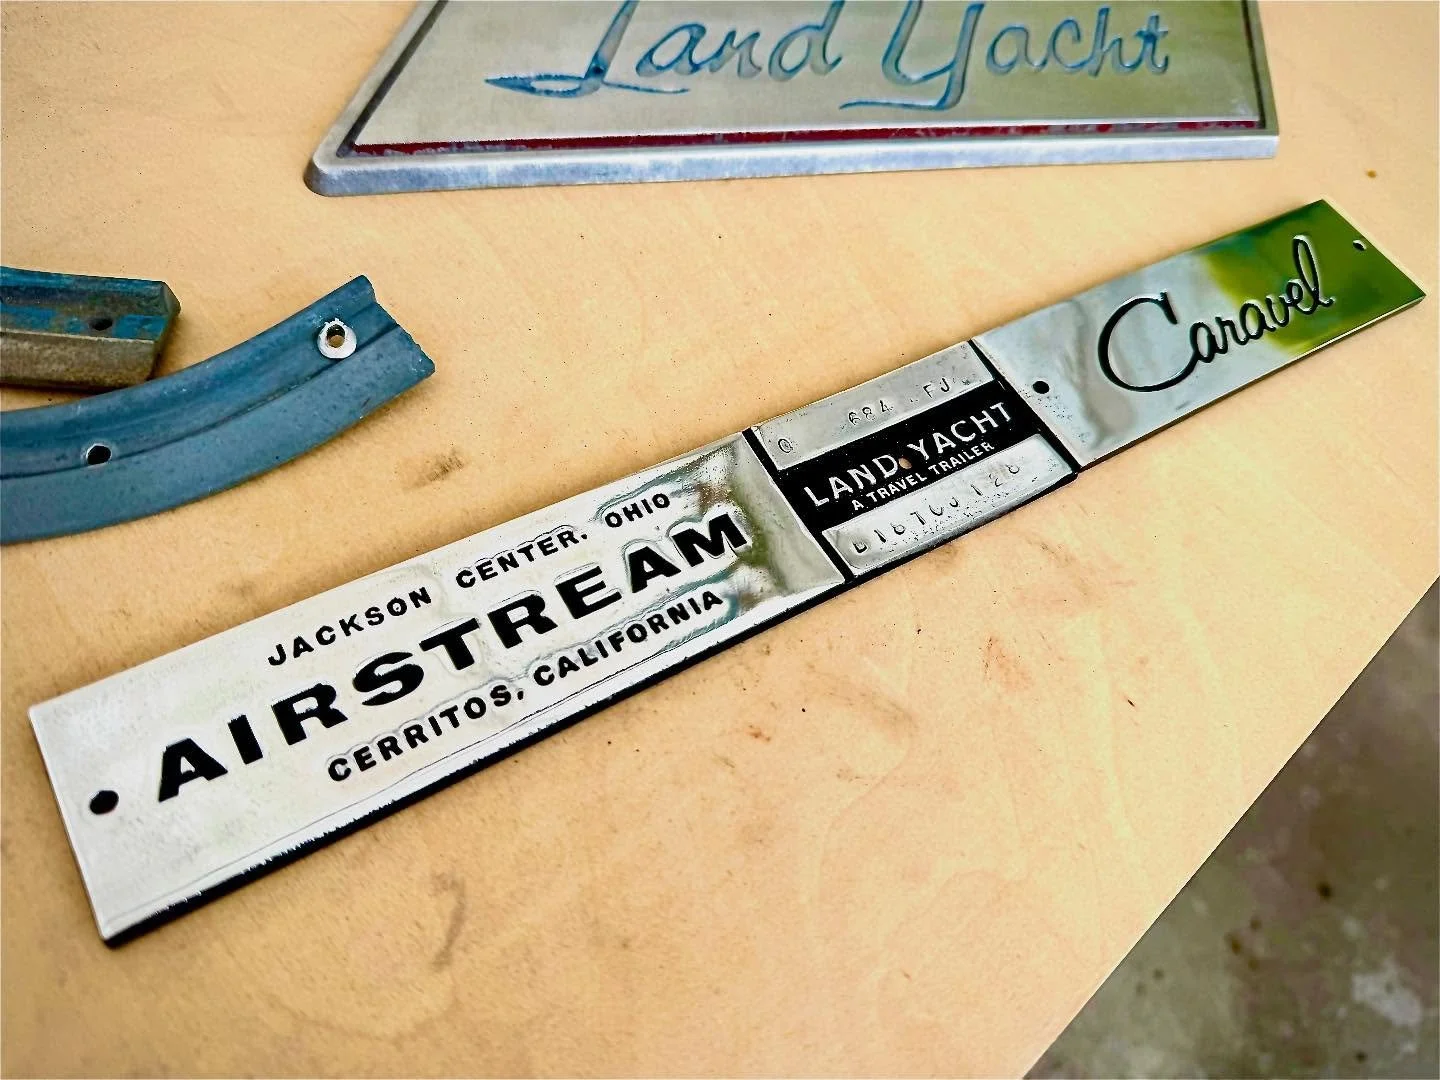 Land Yacht
JACKSON CENTER, OHIO
AIRSTREAM
CERRITOS, CALIFORNIA
LAND YACHT
A TRAVEL TRAILER
Caravel